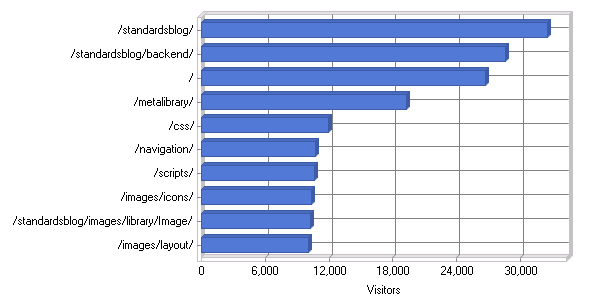 /standardsblog/
/standardsblog/backend/
/
/metalibrary/
/css/
/navigation/
/scripts/
/images/icons/
/standardsblog/images/library/Image/
/images/layout/
0 6,000 12,000 18,000 24,000 30,000
Visitors